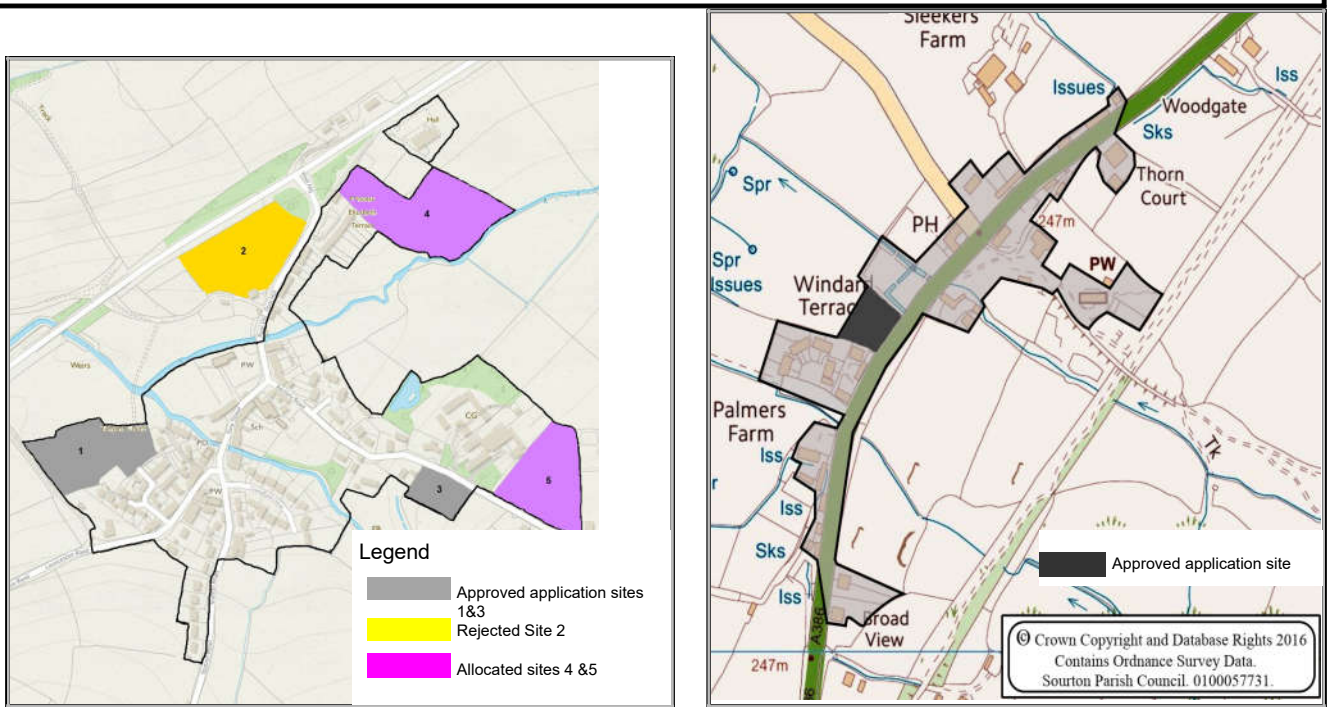 Track
Hall
4
2
Weirs
PW
CG
1
Sch
PO
3
5
PW
Legend
Approved application sites
1&3
Rejected Site 2
Allocated sites 4 &5
Sleekers
Farm
Issues
Iss
Woodgate
Sks
Spr
Thorn
Court
PH
247m
Spr
Issues
PW
Windard
Terrac
Palmers
Farm
Iss
Tk
Iss
Sks
Approved application site
Iss
A386
Broad
View
247m
© Crown Copyright and Database Rights 2016
Contains Ordnance Survey Data.
Sourton Parish Council. 0100057731.